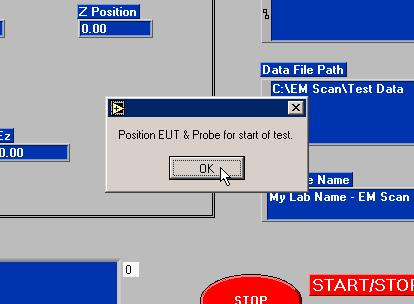 Z Position
0.00
Data File Path
C:\EM Scan\Test Data
Position EUT & Probe for start of test.
Ez
0.00
OK
Name
My Lab Name - EM Scan
0
START/STOP
STOP